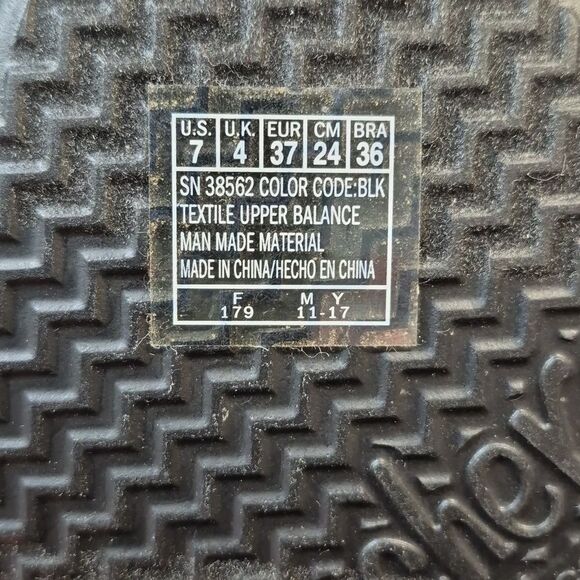 U.S. U.K. EUR CM BRA
7 4 37 24 36
SN 38562 COLOR CODE:BLK
TEXTILE UPPER BALANCE
MAN MADE MATERIAL
MADE IN CHINA/HECHO EN CHINA
F M Y
179 11-17